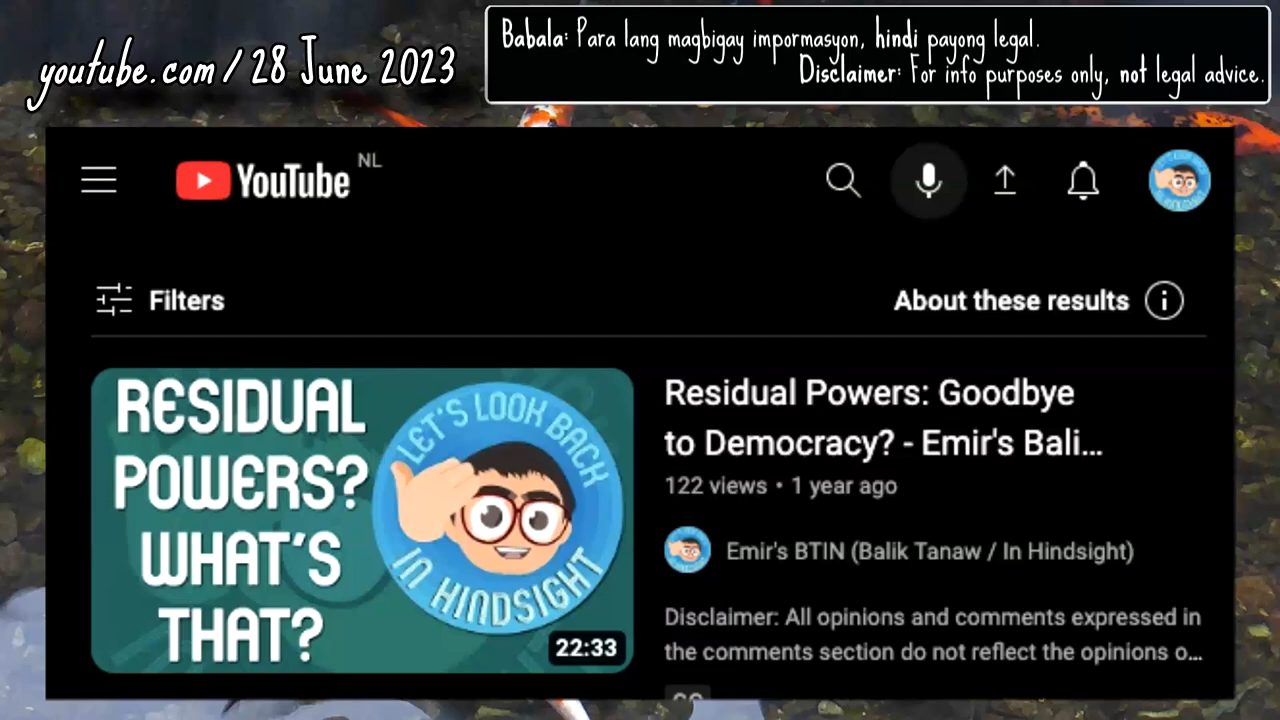 youtube.com / 28 June 2023
Babala: Para lang magbigay impormasyon, hindi payong legal.
Disclaimer: For info purposes only, not legal advice.
YouTube NL
Filters
About these results
RESIDUAL
POWERS?
WHAT'S
THAT?
LET'S LOOK BACK
IN HINDSIGHT
22:33
Residual Powers: Goodbye
to Democracy? - Emir's Bali...
122 views • 1 year ago
Emir's BTIN (Balik Tanaw / In Hindsight)
Disclaimer: All opinions and comments expressed in
the comments section do not reflect the opinions o...